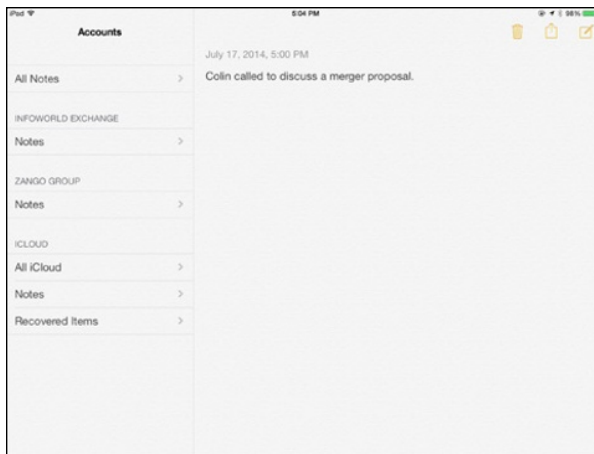 iPad 5:04 PM 98%
Accounts
July 17, 2014, 5:00 PM
All Notes
Colin called to discuss a merger proposal.
INFOWORLD EXCHANGE
Notes
ZANGO GROUP
Notes
ICLOUD
All iCloud
Notes
Recovered Items